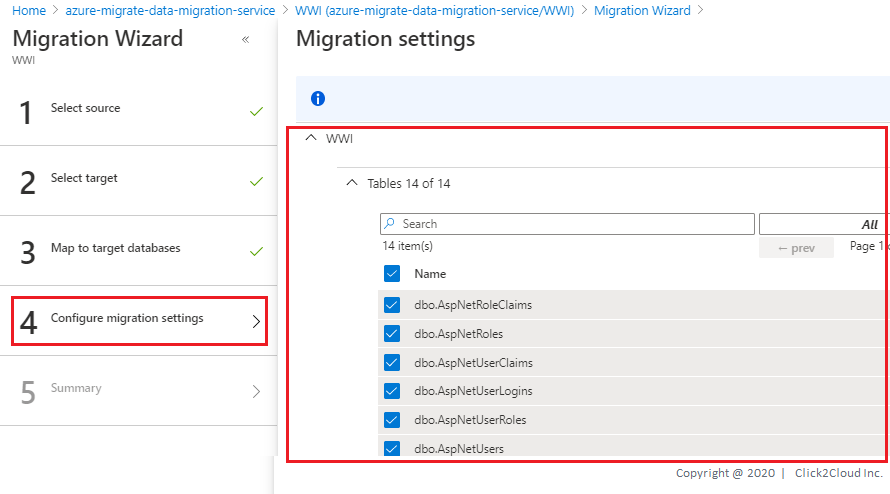 Home > azure-migrate-data-migration-service > WWI (azure-migrate-data-migration-service/WWI) > Migration Wizard >
Migration Wizard «
WWI
1 Select source
2 Select target
3 Map to target databases
4 Configure migration settings
5 Summary
Migration settings
WWI
Tables 14 of 14
Search
All
14 item(s)
← prev
Page 1
Name
dbo.AspNetRoleClaims
dbo.AspNetRoles
dbo.AspNetUserClaims
dbo.AspNetUserLogins
dbo.AspNetUserRoles
dbo.AspNetUsers
Copyright @ 2020 | Click2Cloud Inc.